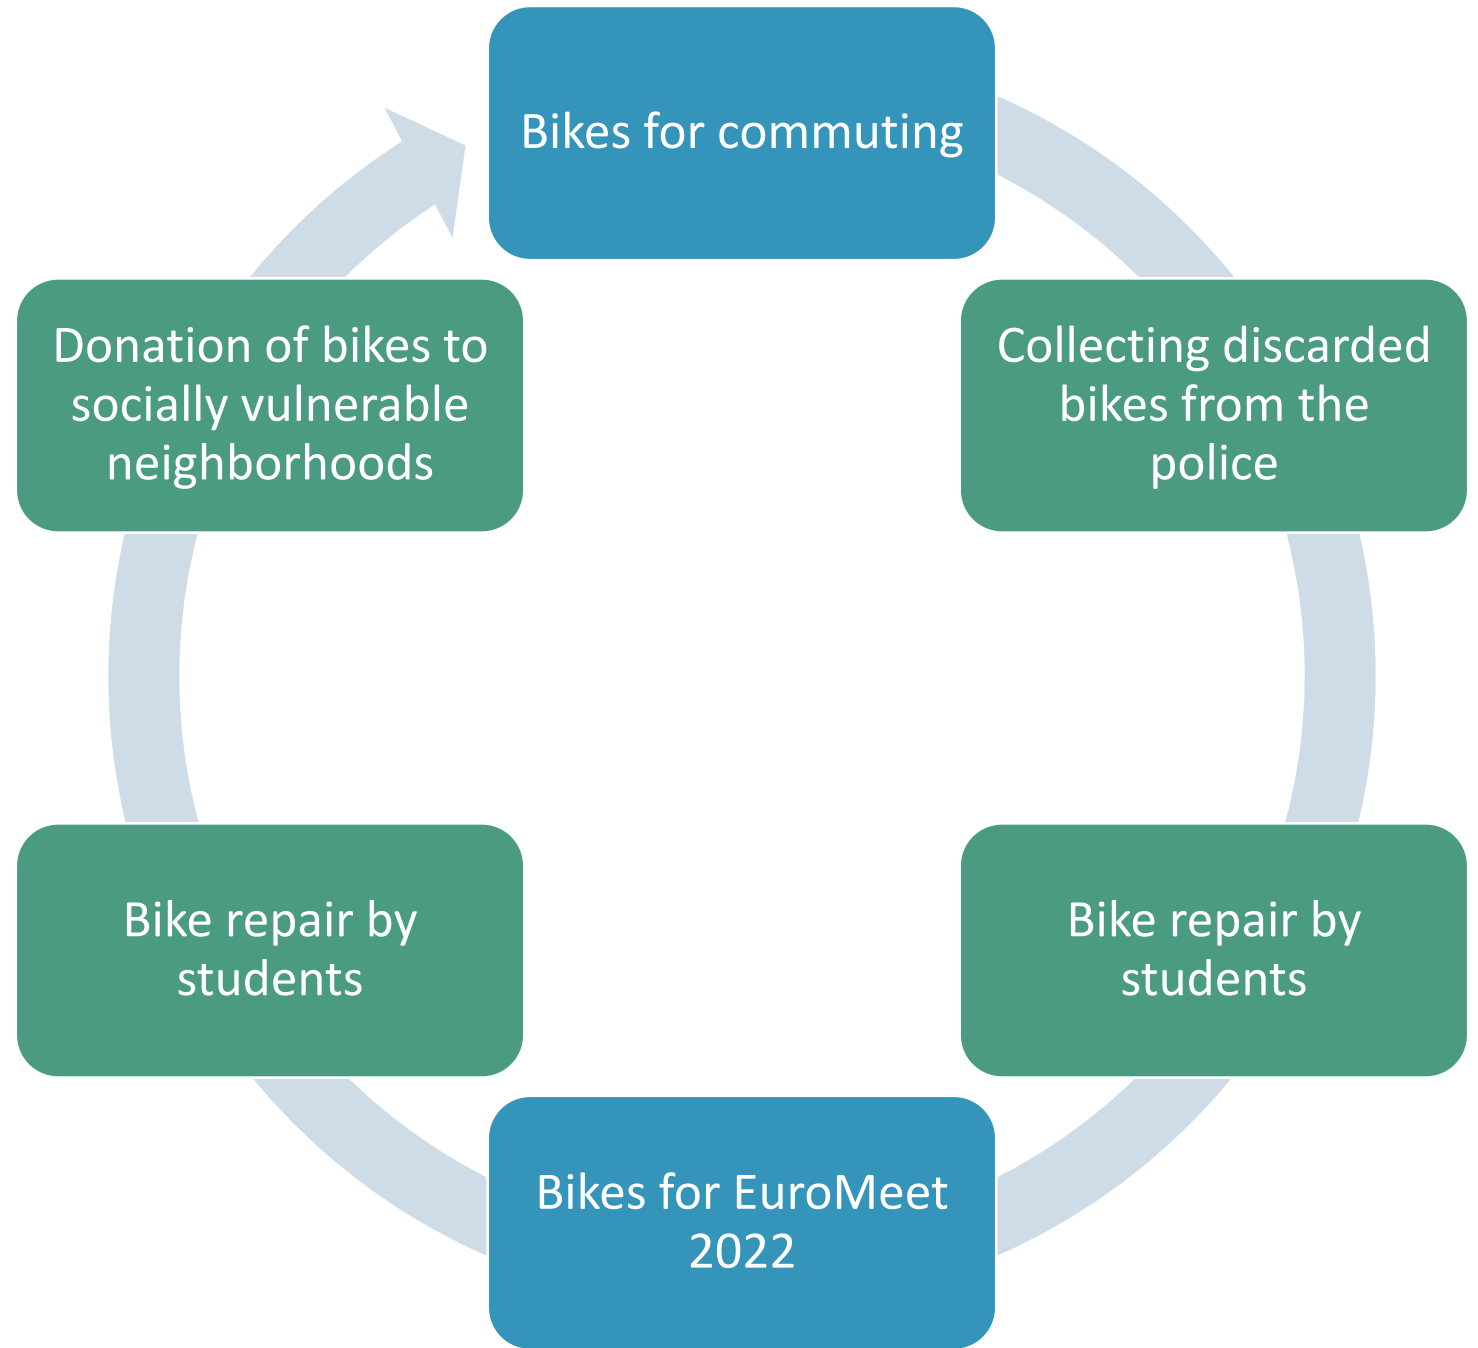 Bikes for commuting
Collecting discarded
bikes from the
police
Bike repair by
students
Bikes for EuroMeet
2022
Bike repair by
students
Donation of bikes to
socially vulnerable
neighborhoods